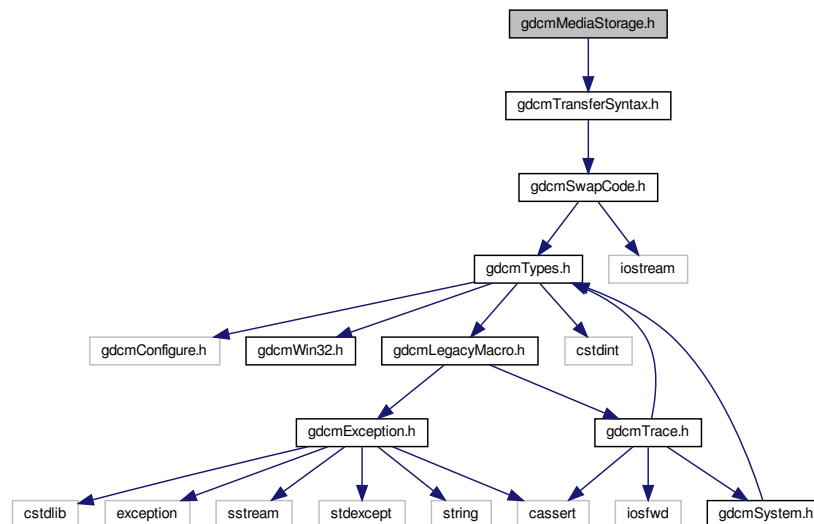 gdcmMediaStorage.h
gdcmTransferSyntax.h
gdcmSwapCode.h
gdcmTypes.h
iostream
gdcmConfigure.h
gdcmWin32.h
gdcmLegacyMacro.h
cstdint
gdcmException.h
gdcmTrace.h
cstdlib
exception
sstream
stdexcept
string
cassert
iosfwd
gdcmSystem.h